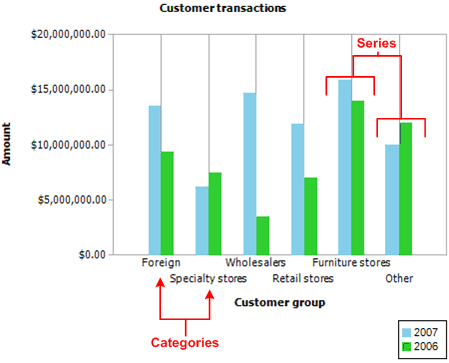 Customer transactions
$20,000,000.00
Series
$15,000,000.00
Amount
$10,000,000.00
$5,000,000.00
$0.00
Foreign
Wholesalers
Furniture stores
Specialty stores
Retail stores
Other
Customer group
Categories
2007
2006